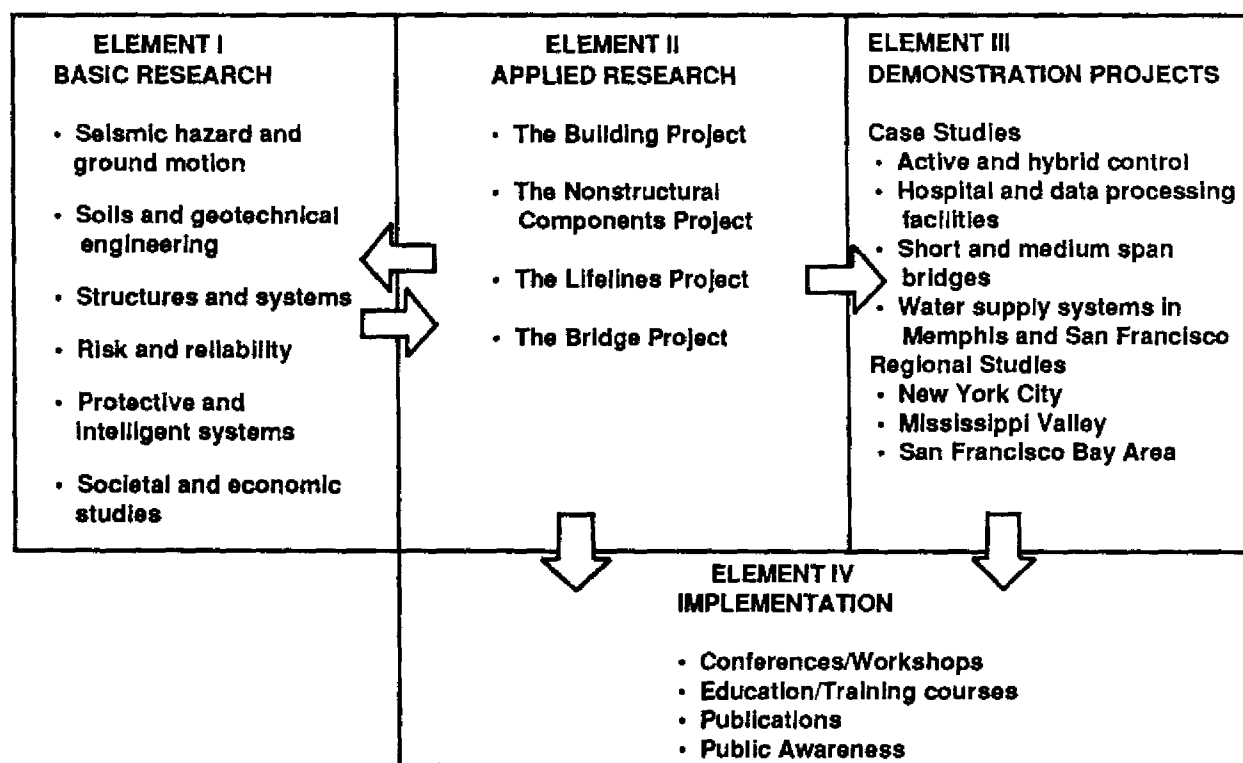 ELEMENT I
BASIC RESEARCH
• Seismic hazard and
ground motion
• Soils and geotechnical
engineering
• Structures and systems
• Risk and reliability
• Protective and
intelligent systems
• Societal and economic
studies
ELEMENT II
APPLIED RESEARCH
• The Building Project
• The Nonstructural
Components Project
• The Lifelines Project
• The Bridge Project
ELEMENT III
DEMONSTRATION PROJECTS
Case Studies
• Active and hybrid control
• Hospital and data processing
facilities
• Short and medium span
bridges
• Water supply systems in
Memphis and San Francisco
Regional Studies
• New York City
• Mississippi Valley
• San Francisco Bay Area
ELEMENT IV
IMPLEMENTATION
• Conferences/Workshops
• Education/Training courses
• Publications
• Public Awareness